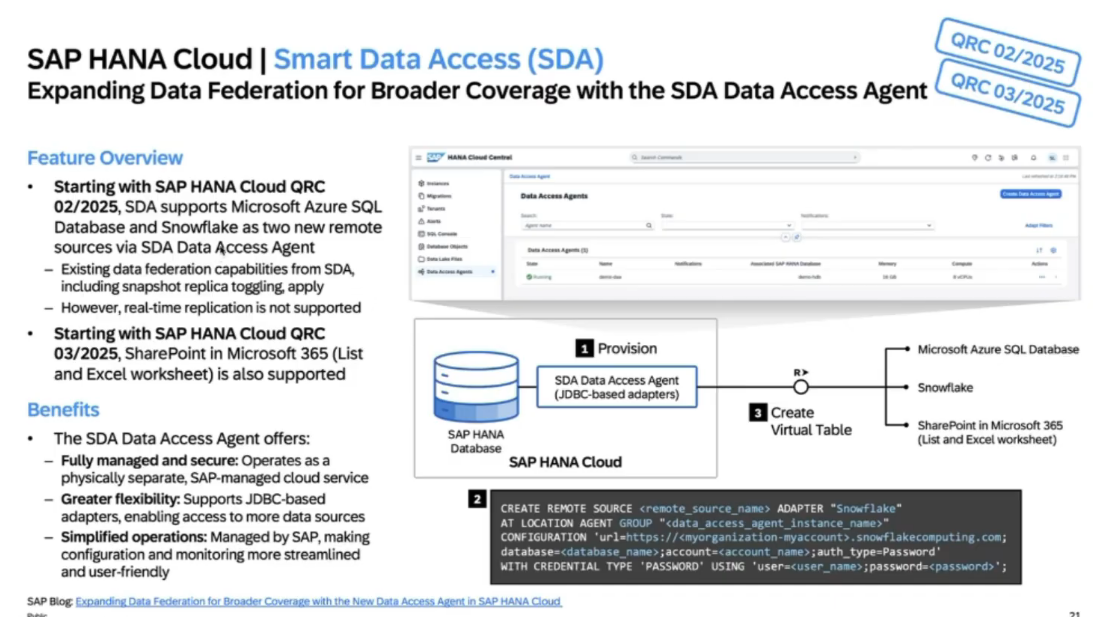 SAP HANA Cloud | Smart Data Access (SDA)
Expanding Data Federation for Broader Coverage with the SDA Data Access Agent
QRC 02/2025
QRC 03/2025
Feature Overview
• Starting with SAP HANA Cloud QRC
02/2025, SDA supports Microsoft Azure SQL
Database and Snowflake as two new remote
sources via SDA Data Access Agent
– Existing data federation capabilities from SDA,
including snapshot replica toggling, apply
– However, real-time replication is not supported
• Starting with SAP HANA Cloud QRC
03/2025, SharePoint in Microsoft 365 (List
and Excel worksheet) is also supported
Benefits
• The SDA Data Access Agent offers:
– Fully managed and secure: Operates as a
physically separate, SAP-managed cloud service
– Greater flexibility: Supports JDBC-based
adapters, enabling access to more data sources
– Simplified operations: Managed by SAP, making
configuration and monitoring more streamlined
and user-friendly
SAP HANA Cloud Central
Search Commands
Instances
Migrations
Tenants
Alerts
SQL Console
Database Objects
Data Lake Files
Data Access Agents
Data Access Agent
Data Access Agents
Create Data Access Agent
Search:
Agent name
State:
Notifications:
Adapt Filters
Data Access Agents (1)
State Name Notifications Associated SAP HANA Database Memory Compute Actions
Running
1 Provision
SDA Data Access Agent
(JDBC-based adapters)
SAP HANA
Database
SAP HANA Cloud
R
3 Create
Virtual Table
Microsoft Azure SQL Database
Snowflake
SharePoint in Microsoft 365
(List and Excel worksheet)
2
CREATE REMOTE SOURCE <remote_source_name> ADAPTER "Snowflake"
AT LOCATION AGENT GROUP "<data_access_agent_instance_name>"
CONFIGURATION 'url=https://<myorganization-myaccount>.snowflakecomputing.com;
database=<database_name>;account=<account_name>;auth_type=Password'
WITH CREDENTIAL TYPE 'PASSWORD' USING 'user=<user_name>;password=<password>';
SAP Blog: Expanding Data Federation for Broader Coverage with the New Data Access Agent in SAP HANA Cloud
Public
21